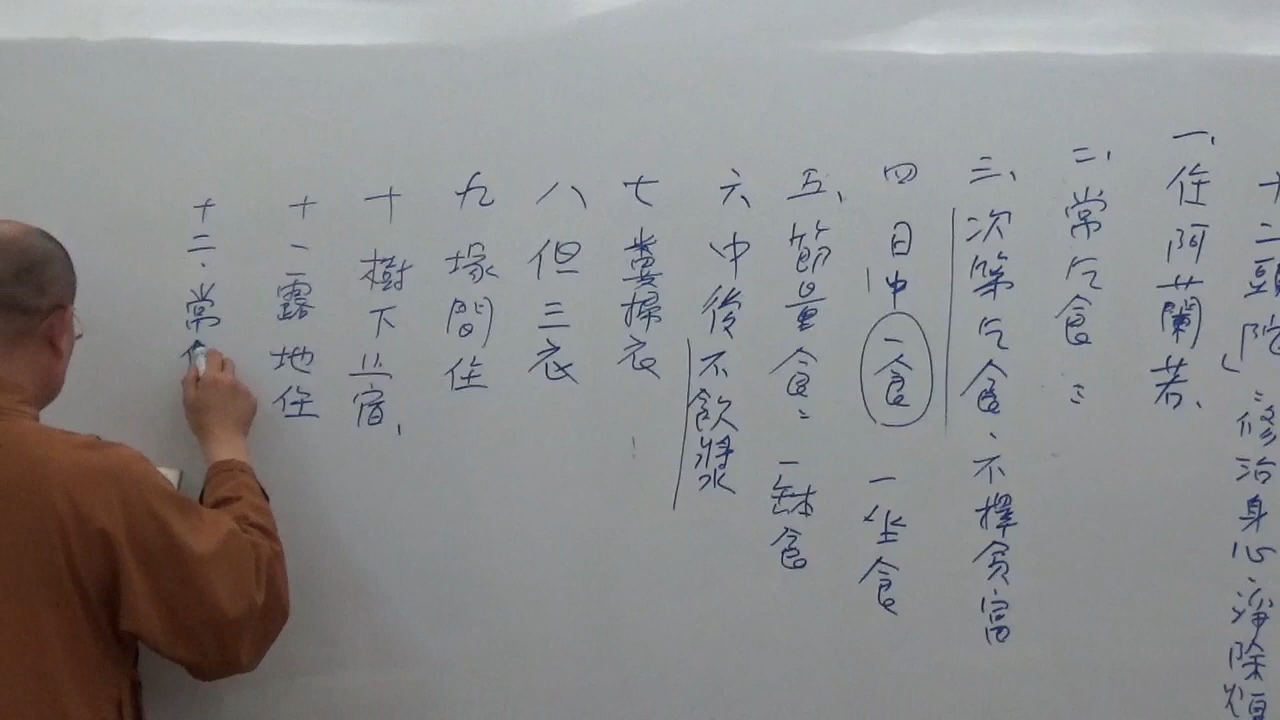 十二頭陀」：修治身心、淨除煩
一、住阿蘭若、
二、常乞食：
三、次第乞食、不擇貧富
四 日中一食 一坐食
五、節量食：一缽食
六、中後不飲漿
七 糞掃衣
八 但三衣
九 塚間住
十 樹下止宿、
十一露地住
十二．常